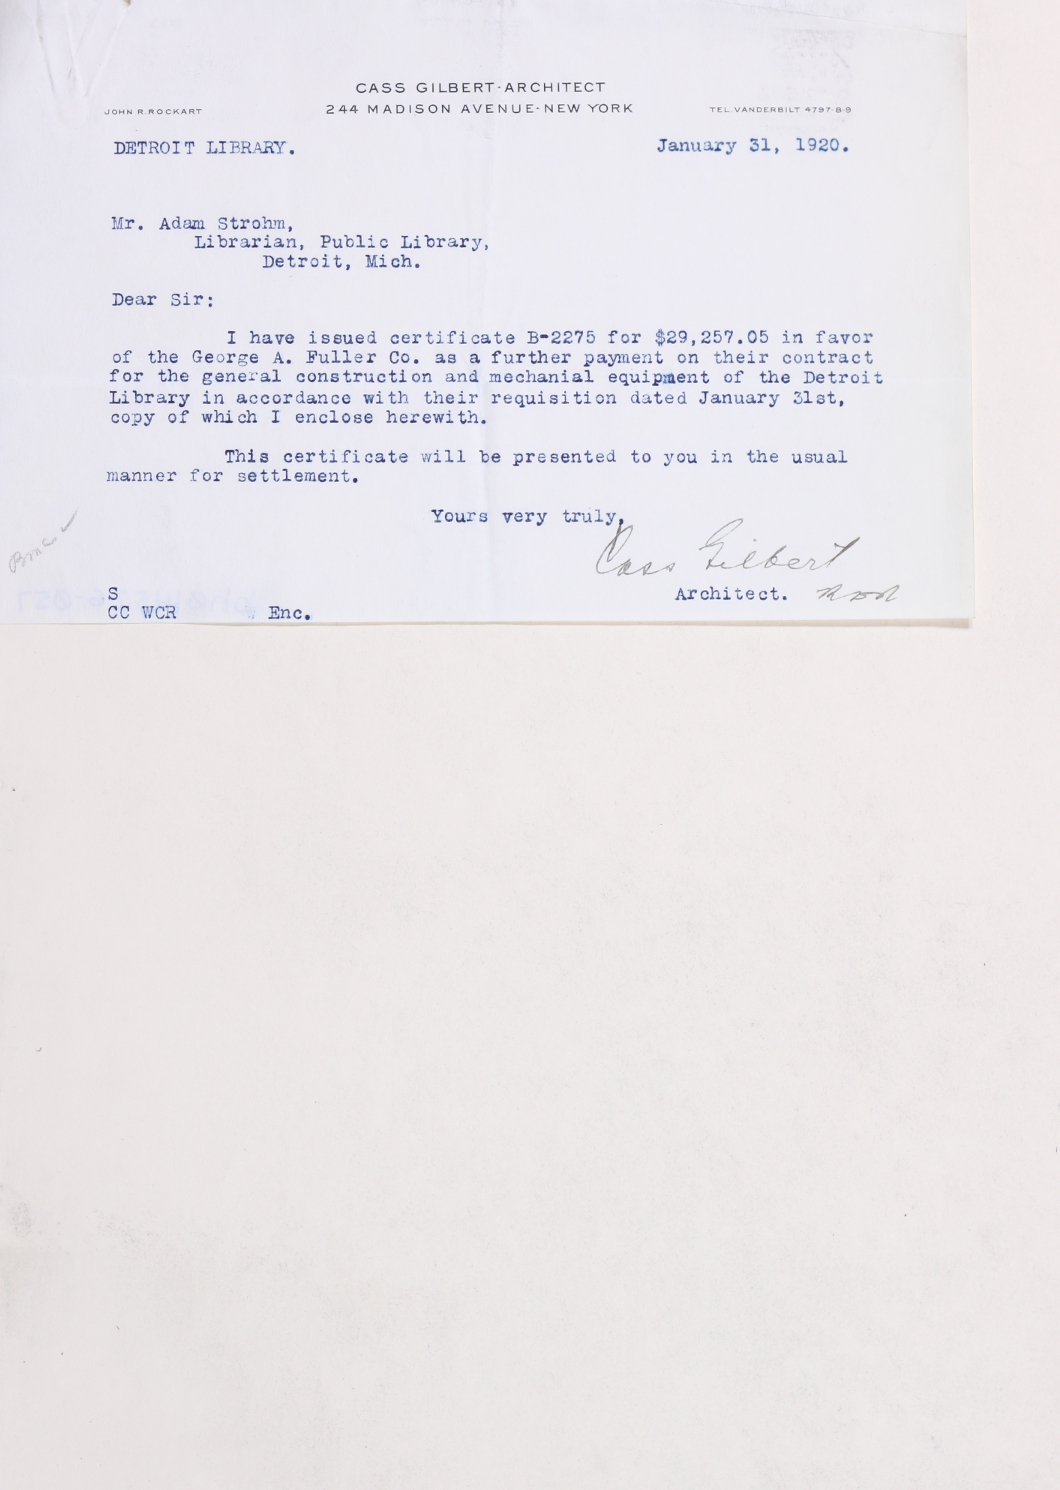 CASS GILBERT·ARCHITECT
JOHN R. ROCKART 244 MADISON AVENUE·NEW YORK TEL. VANDERBILT 4797-8-9
DETROIT LIBRARY. January 31, 1920.
Mr. Adam Strohm,
Librarian, Public Library,
Detroit, Mich.
Dear Sir:
I have issued certificate B-2275 for $29,257.05 in favor
of the George A. Fuller Co. as a further payment on their contract
for the general construction and mechanial equipment of the Detroit
Library in accordance with their requisition dated January 31st,
copy of which I enclose herewith.
This certificate will be presented to you in the usual
manner for settlement.
Yours very truly,
Cass Gilbert
S Architect.
CC WCR Enc.